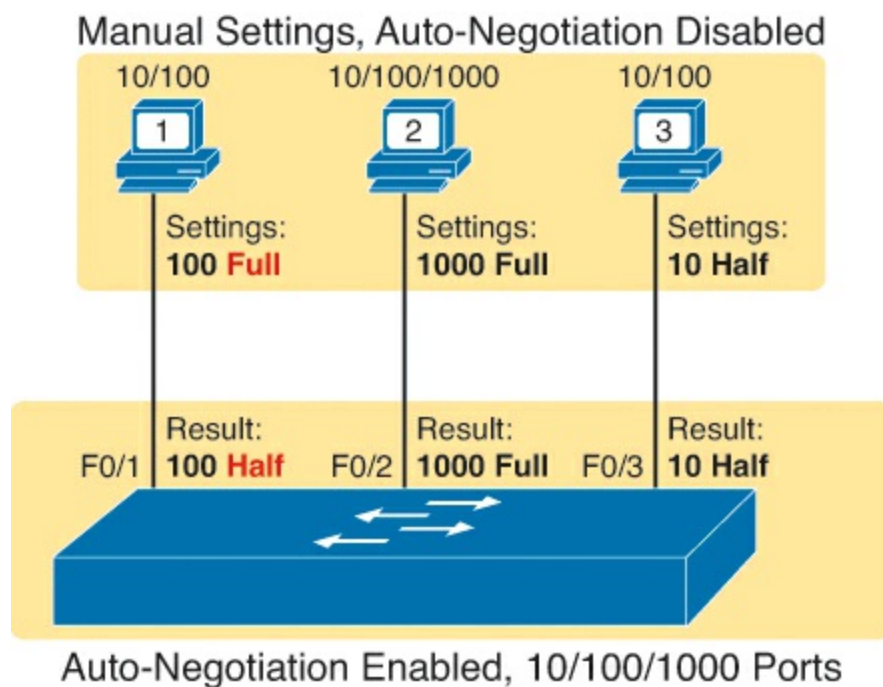 Manual Settings, Auto-Negotiation Disabled
10/100
10/100/1000
10/100
1
2
3
Settings:
100 Full
Settings:
1000 Full
Settings:
10 Half
F0/1
Result:
100 Half
F0/2
Result:
1000 Full
F0/3
Result:
10 Half
Auto-Negotiation Enabled, 10/100/1000 Ports